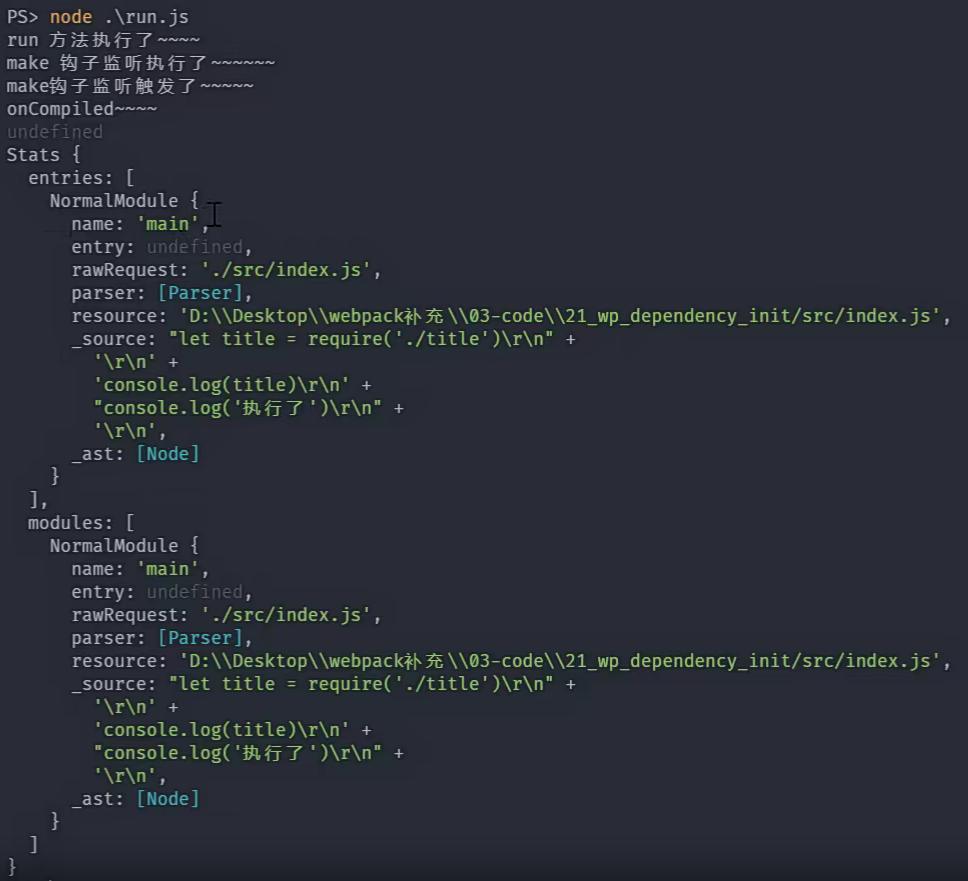 PS> node .\run.js
run 方法执行了~~~~
make 钩子监听执行了~~~~~~
make钩子监听触发了~~~~~
onCompiled~~~~
undefined
Stats {
  entries: [
    NormalModule {
      name: 'main',
      entry: undefined,
      rawRequest: './src/index.js',
      parser: [Parser],
      resource: 'D:\\Desktop\\webpack补充\\03-code\\21_wp_dependency_init/src/index.js',
      _source: "let title = require('./title')\r\n" +
        '\r\n' +
        'console.log(title)\r\n' +
        "console.log('执行了')\r\n" +
        '\r\n',
      _ast: [Node]
    }
  ],
  modules: [
    NormalModule {
      name: 'main',
      entry: undefined,
      rawRequest: './src/index.js',
      parser: [Parser],
      resource: 'D:\\Desktop\\webpack补充\\03-code\\21_wp_dependency_init/src/index.js',
      _source: "let title = require('./title')\r\n" +
        '\r\n' +
        'console.log(title)\r\n' +
        "console.log('执行了')\r\n" +
        '\r\n',
      _ast: [Node]
    }
  ]
}